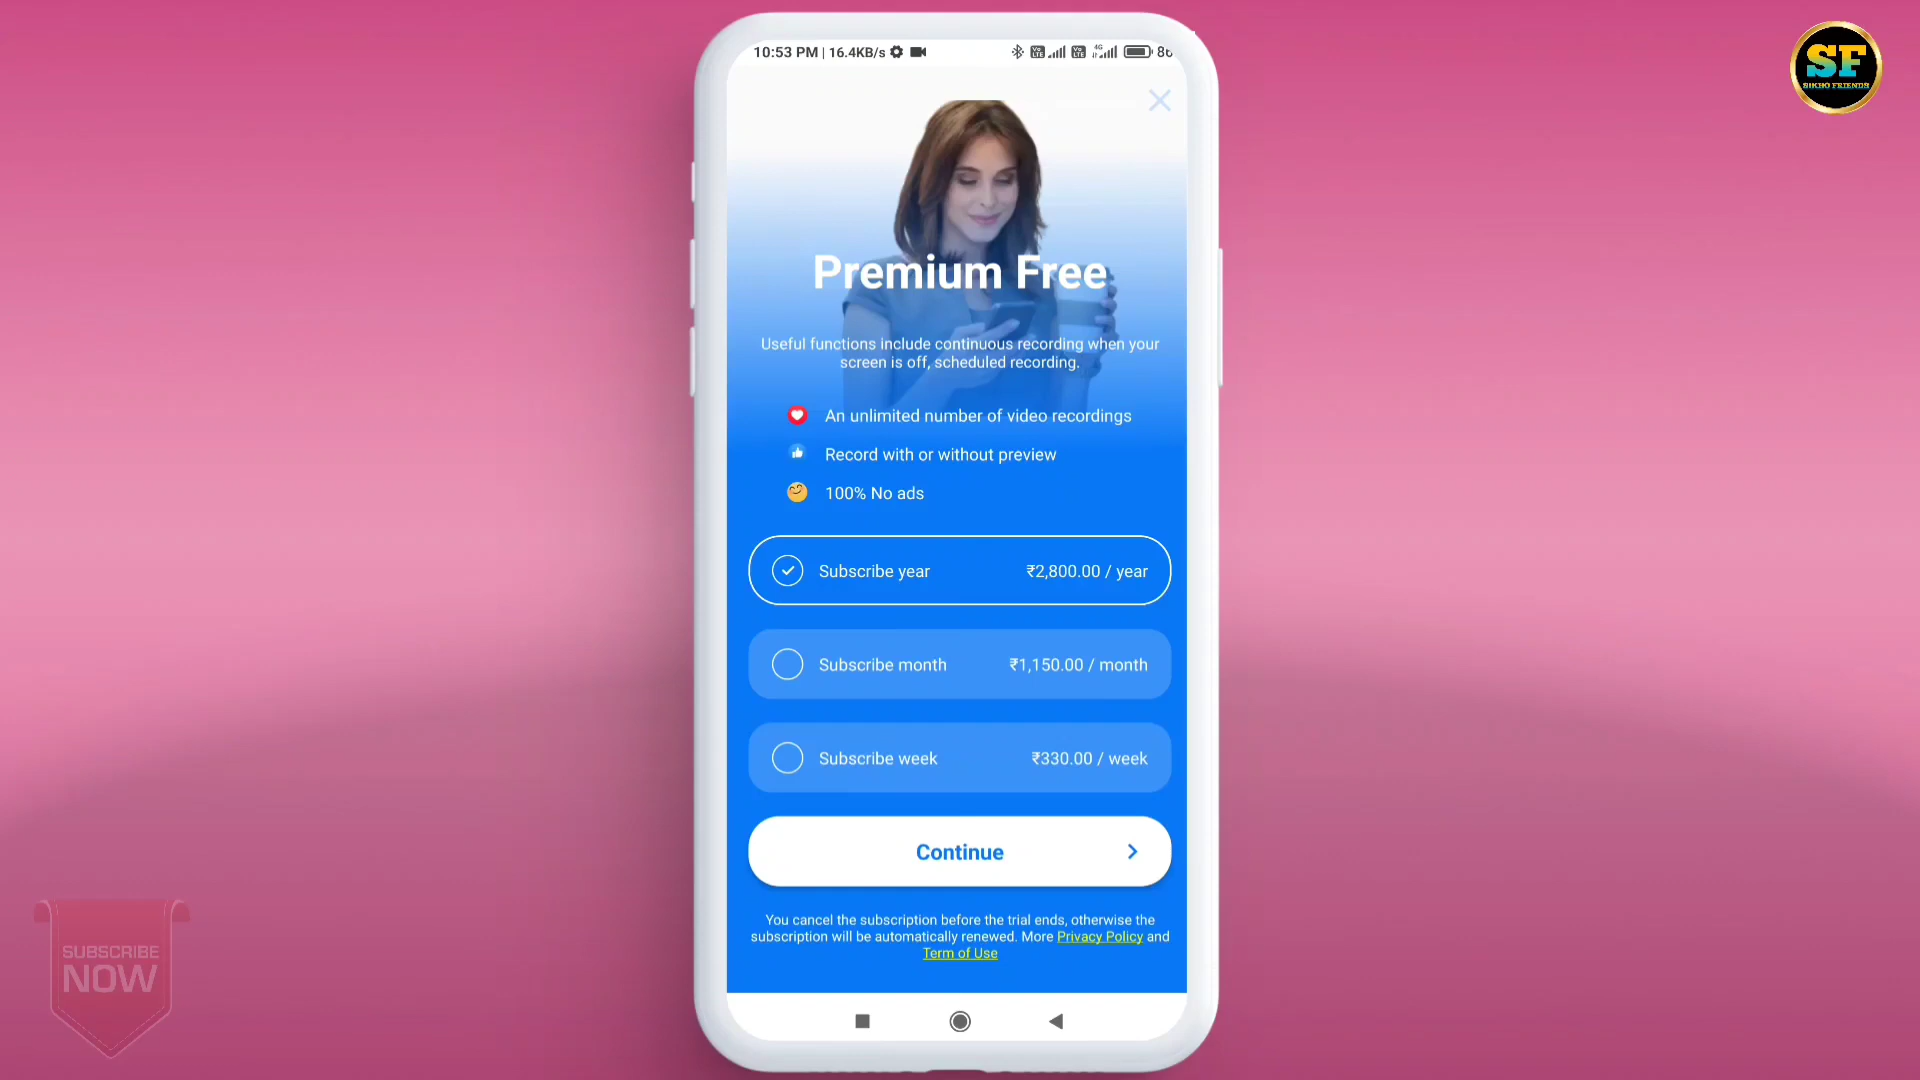 10:53 PM | 16.4KB/s
4G
86
SF
SIKHO FRIENDS
Premium Free
Useful functions include continuous recording when your
screen is off, scheduled recording.
An unlimited number of video recordings
Record with or without preview
100% No ads
Subscribe year ₹2,800.00 / year
Subscribe month ₹1,150.00 / month
Subscribe week ₹330.00 / week
Continue
You cancel the subscription before the trial ends, otherwise the
subscription will be automatically renewed. More Privacy Policy and
Term of Use
SUBSCRIBE
NOW